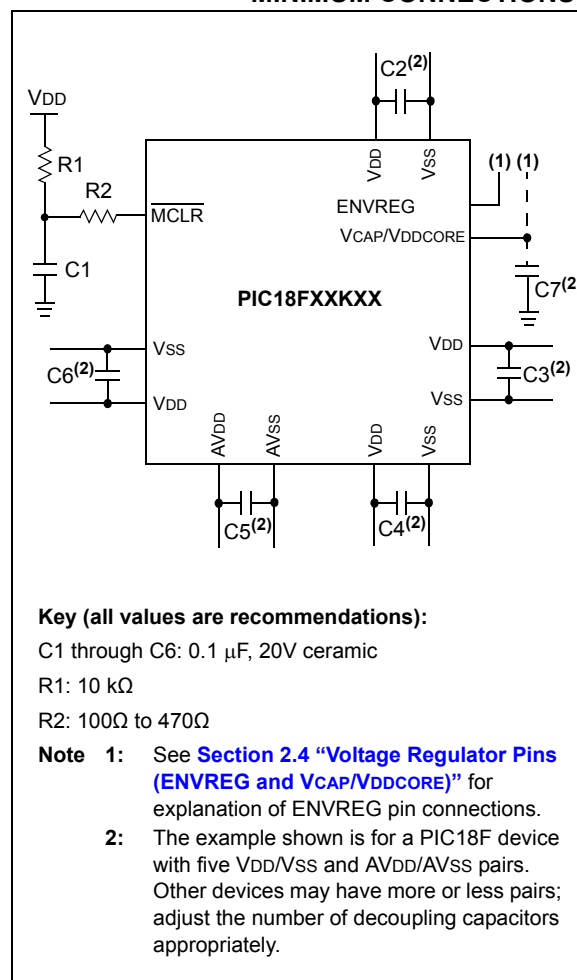 C2(2)
VDD
R1
R2
C1
MCLR
VDD
VSS
(1) (1)
ENVREG
VCAP/VDDCORE
C7(2
PIC18FXXKXX
VSS
VDD
C6(2)
VDD
VSS
C3(2)
AVDD
AVSS
VDD
VSS
C5(2)
C4(2)
Key (all values are recommendations):
C1 through C6: 0.1 μF, 20V ceramic
R1: 10 kΩ
R2: 100Ω to 470Ω
Note 1: See Section 2.4 “Voltage Regulator Pins
(ENVREG and VCAP/VDDCORE)” for
explanation of ENVREG pin connections.
2: The example shown is for a PIC18F device
with five VDD/VSS and AVDD/AVSS pairs.
Other devices may have more or less pairs;
adjust the number of decoupling capacitors
appropriately.